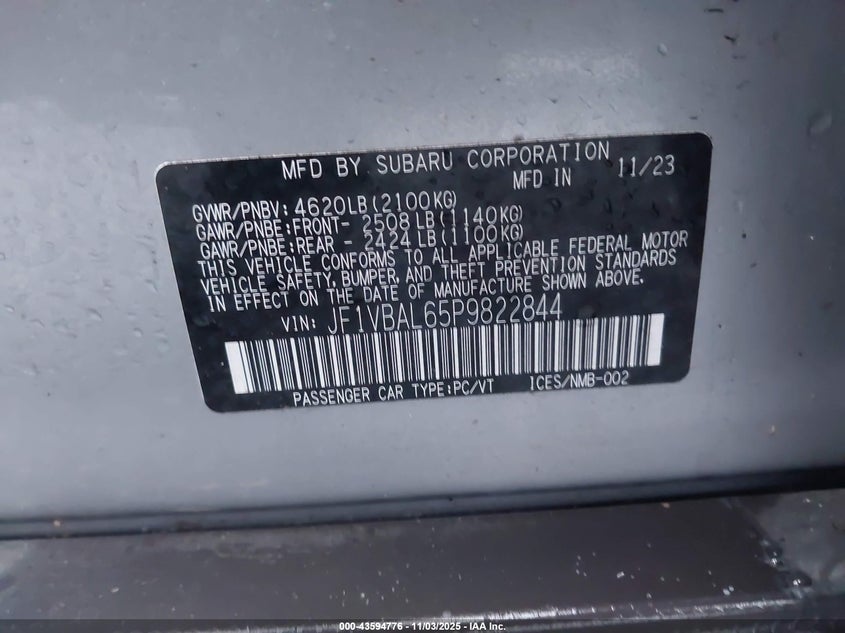 MFD BY SUBARU CORPORATION
MFD IN 11/23
GVWR/PNBV: 4620LB(2100KG)
GAWR/PNBE:FRONT- 2508LB(1140KG)
GAWR/PNBE:REAR - 2424LB(1100KG)
THIS VEHICLE CONFORMS TO ALL APPLICABLE FEDERAL MOTOR
VEHICLE SAFETY, BUMPER, AND THEFT PREVENTION STANDARDS
IN EFFECT ON THE DATE OF MANUFACTURE SHOWN ABOVE.
VIN: JF1VBAL65P9822844
PASSENGER CAR TYPE:PC/VT ICES/NMB-002
000-43594776 - 11/03/2025 - IAA Inc.